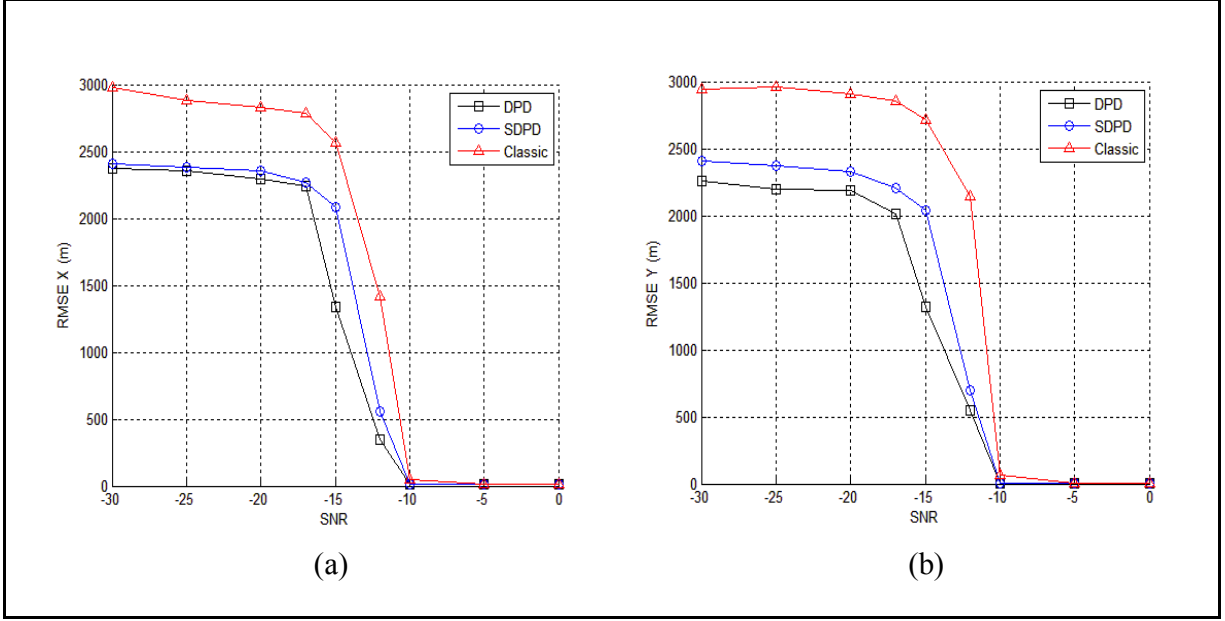 3000
2500
2000
1500
1000
500
0
RMSE X (m)
-30 -25 -20 -15 -10 -5 0
SNR
DPD
SDPD
Classic
(a)
3000
2500
2000
1500
1000
500
0
RMSE Y (m)
-30 -25 -20 -15 -10 -5 0
SNR
DPD
SDPD
Classic
(b)